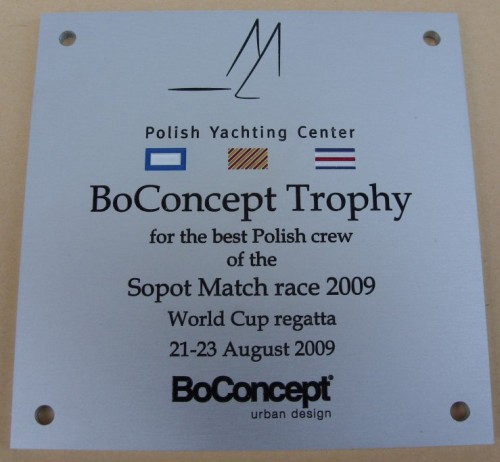 Polish Yachting Center
BoConcept Trophy
for the best Polish crew
of the
Sopot Match race 2009
World Cup regatta
21-23 August 2009
BoConcept®
urban design